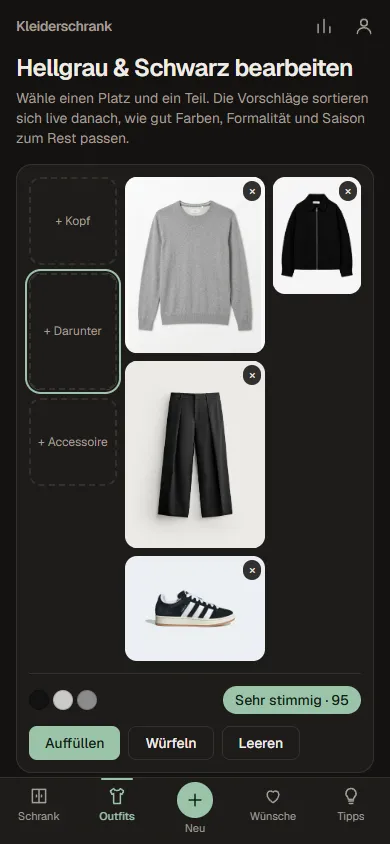 Kleiderschrank
Hellgrau & Schwarz bearbeiten
Wähle einen Platz und ein Teil. Die Vorschläge sortieren
sich live danach, wie gut Farben, Formalität und Saison
zum Rest passen.
+ Kopf
+ Darunter
+ Accessoire
Sehr stimmig · 95
Auffüllen
Würfeln
Leeren
Schrank
Outfits
Neu
Wünsche
Tipps